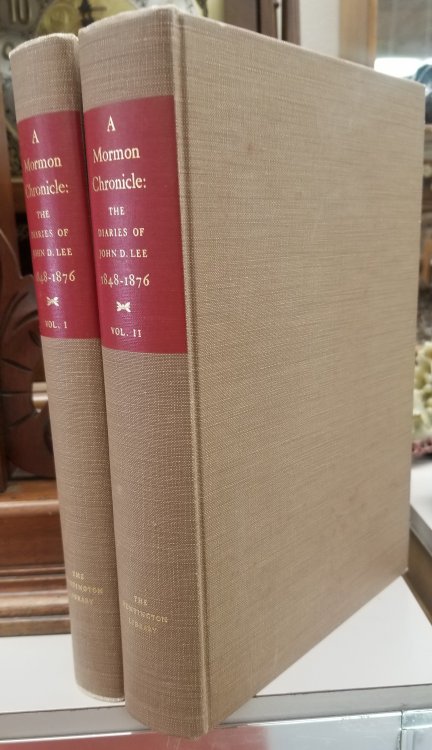 A
Mormon
Chronicle:
THE
DIARIES OF
JOHN D. LEE
1848-1876
VOL. I
THE
HUNTINGTON
LIBRARY
A
Mormon
Chronicle:
THE
DIARIES OF
JOHN D. LEE
1848-1876
VOL. II
THE
HUNTINGTON
LIBRARY
10